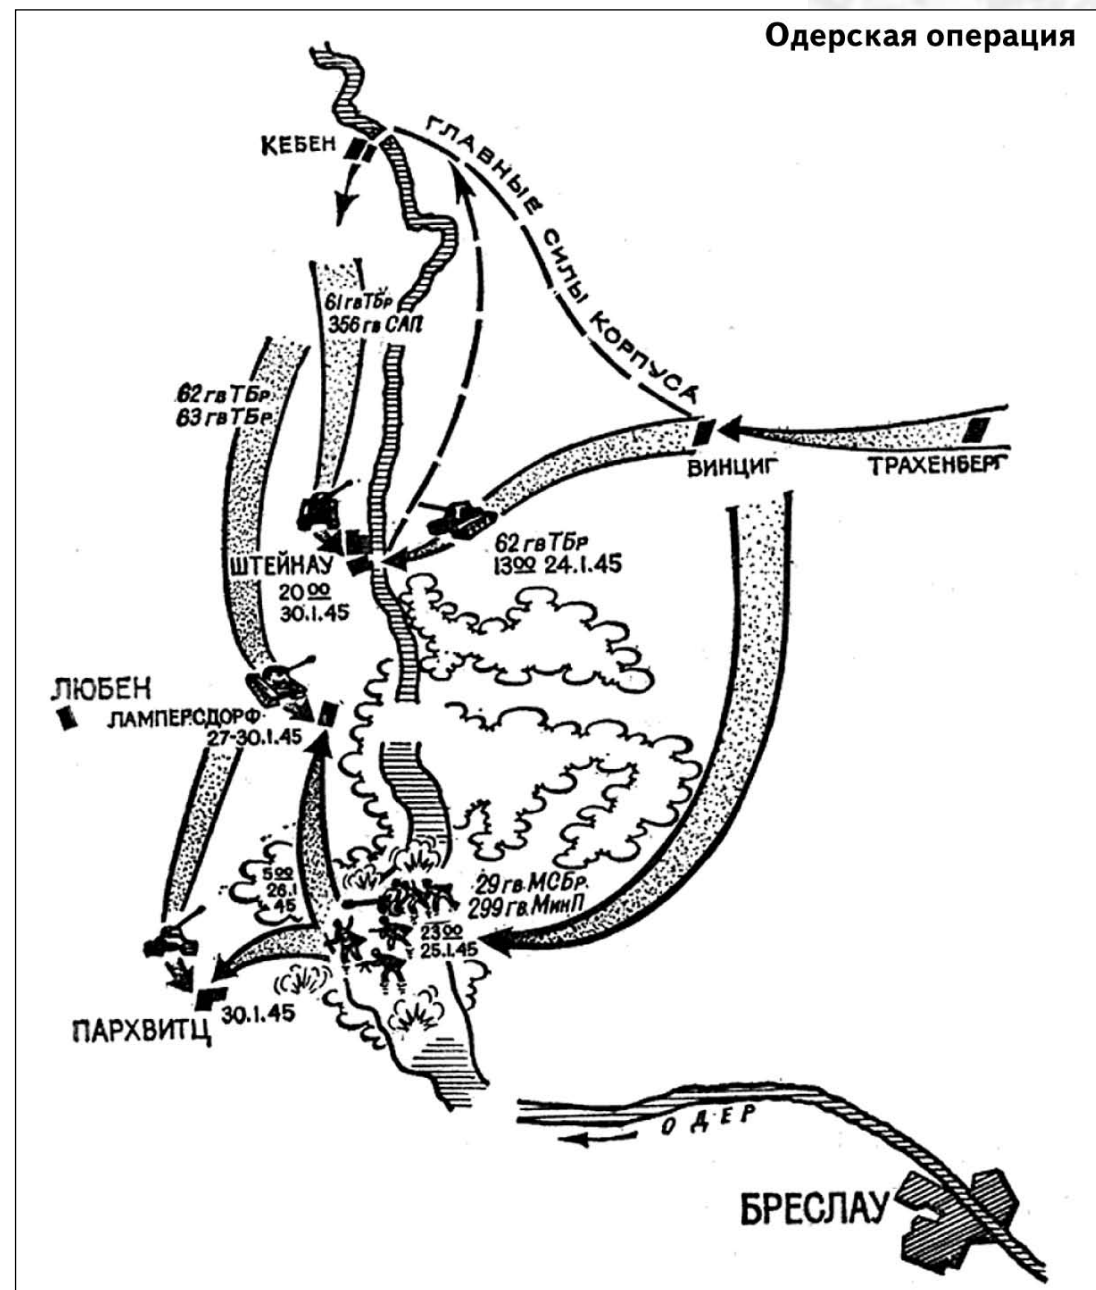 Одерская операция
КЕБЕН
ГЛАВНЫЕ СИЛЫ КОРПУСА
61 гв ТБр
356 гв САП
62 гв ТБр
63 гв ТБр
ВИНЦИГ
ТРАХЕНБЕРГ
62 гв ТБр
13 00 24.1.45
ШТЕЙНАУ
20 00
30.1.45
ЛЮБЕН
ЛАМПЕРСДОРФ
27-30.1.45
5 00
26.1
45
29 гв. МСБр.
299 гв. МинП
23 00
25.1.45
30.1.45
ПАРХВИТЦ
ОДЕР
БРЕСЛАУ